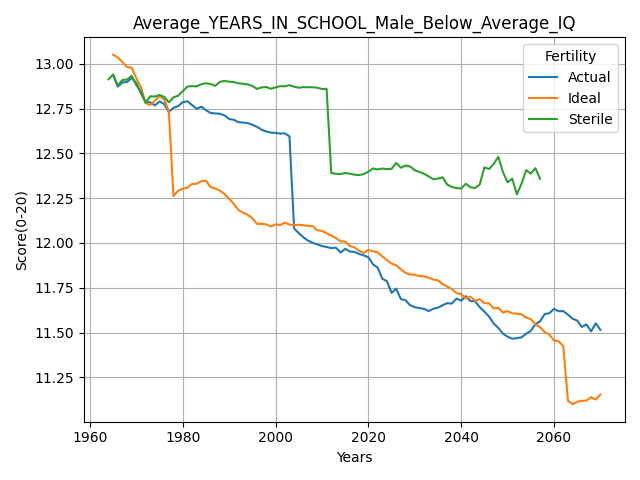 Average_YEARS_IN_SCHOOL_Male_Below_Average_IQ
Fertility
Actual
Ideal
Sterile
Score(0-20)
13.00
12.75
12.50
12.25
12.00
11.75
11.50
11.25
1960 1980 2000 2020 2040 2060
Years